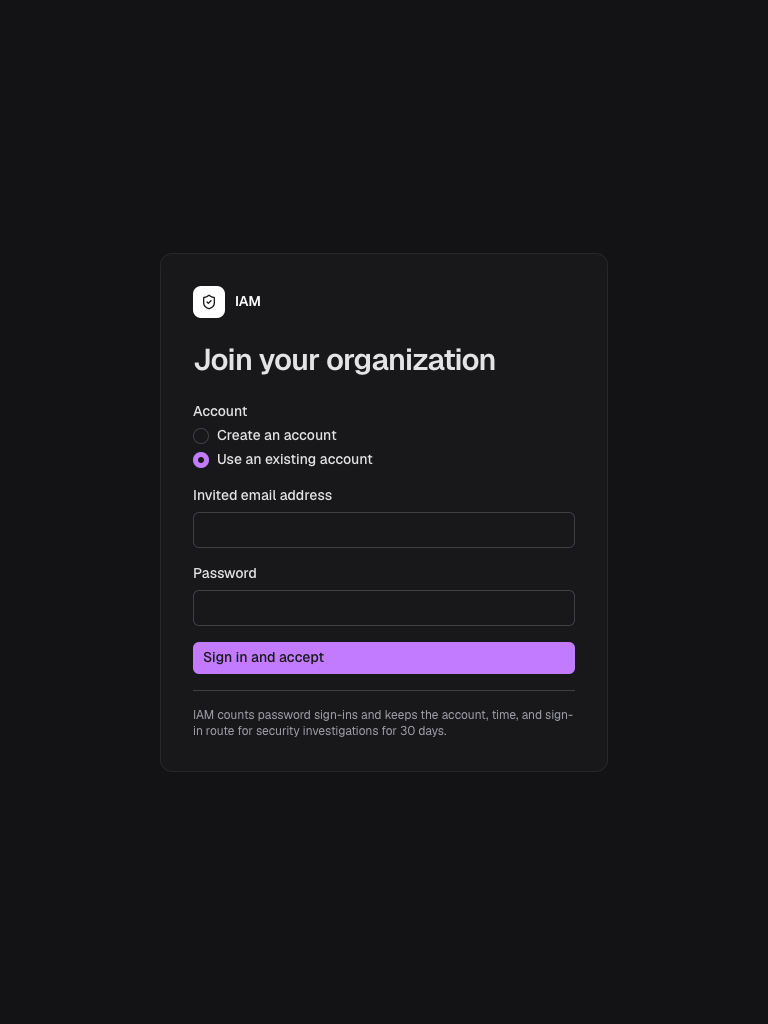 IAM
Join your organization
Account
Create an account
Use an existing account
Invited email address
Password
Sign in and accept
IAM counts password sign-ins and keeps the account, time, and sign-
in route for security investigations for 30 days.